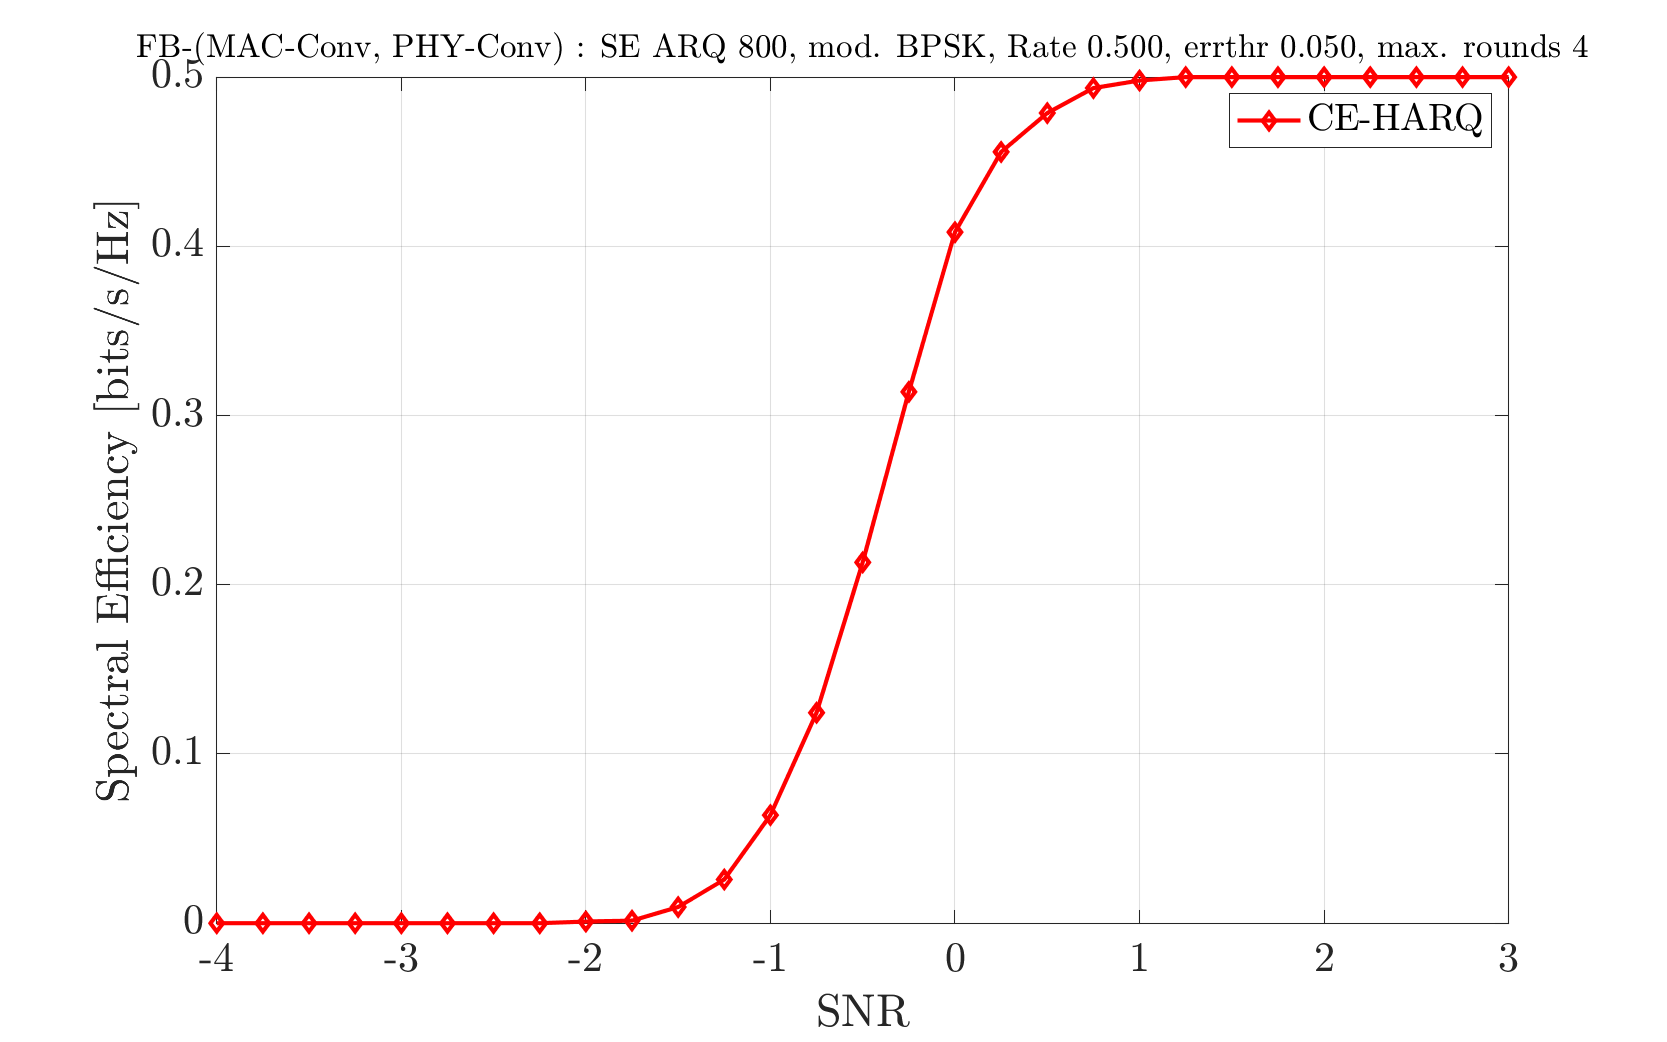 FB-(MAC-Conv, PHY-Conv) : SE ARQ 800, mod. BPSK, Rate 0.500, errthr 0.050, max. rounds 4
CE-HARQ
Spectral Efficiency [bits/s/Hz]
0.5
0.4
0.3
0.2
0.1
0
-4 -3 -2 -1 0 1 2 3
SNR